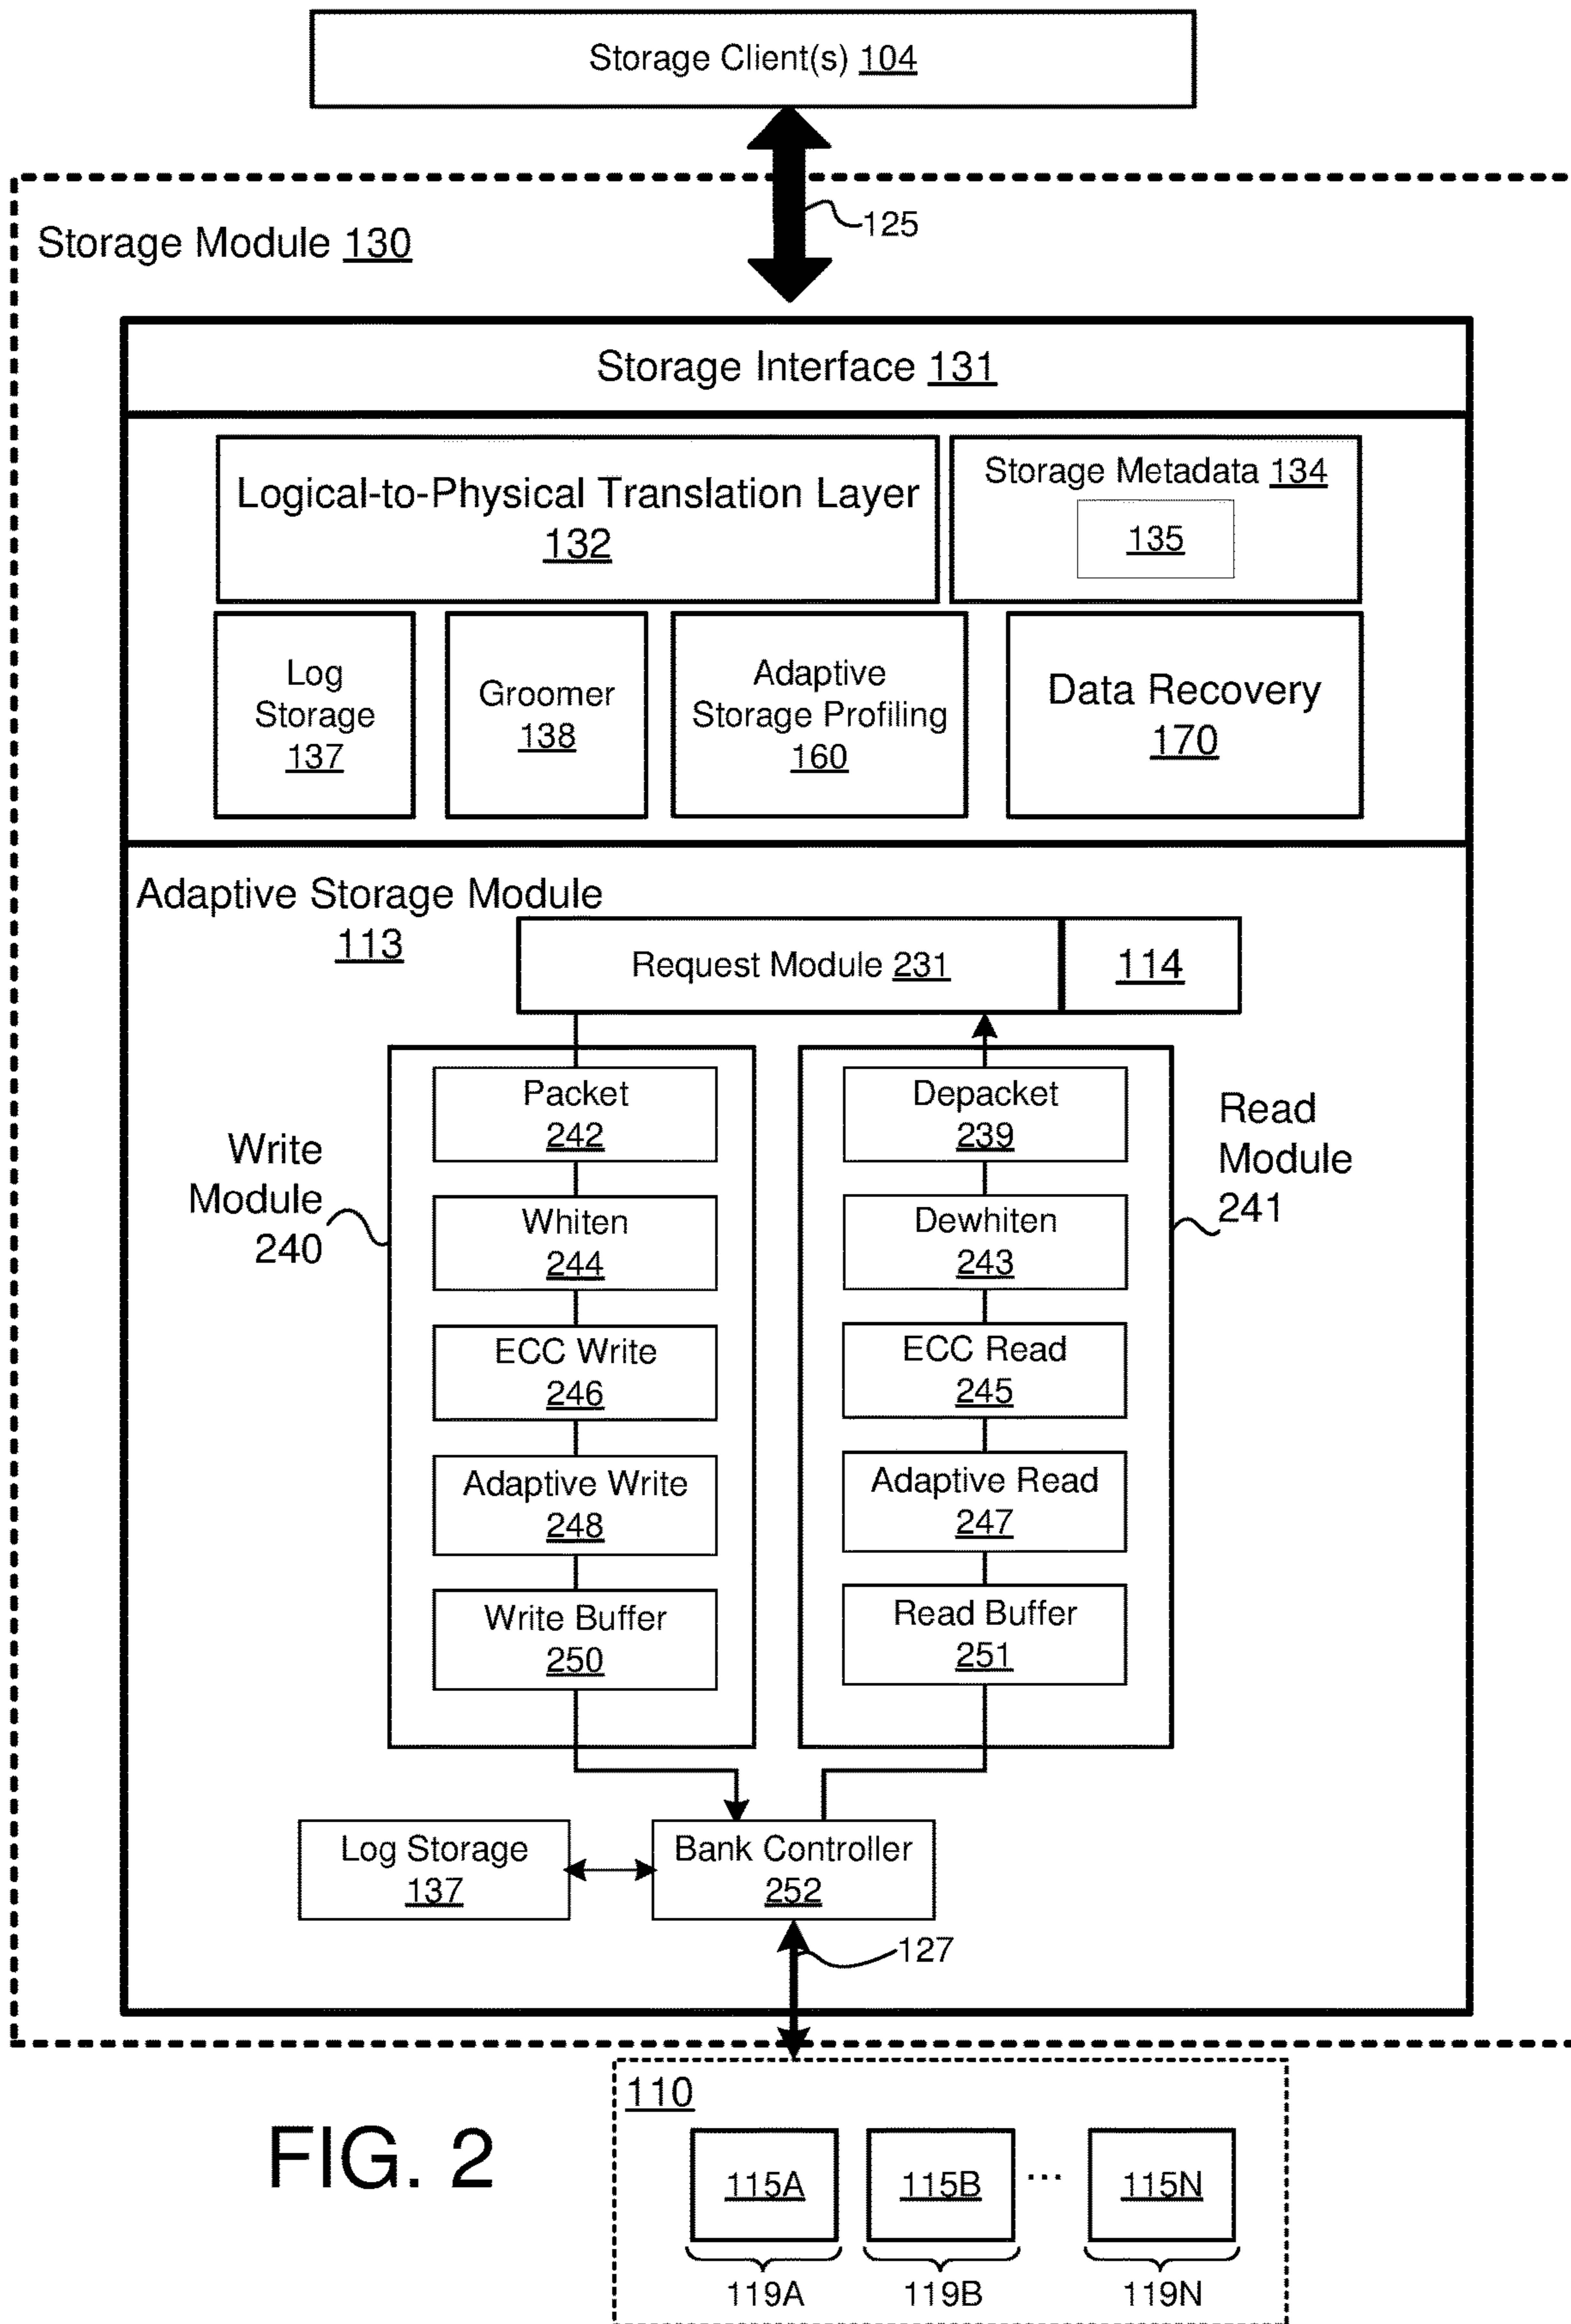 Storage Client(s) 104
125
Storage Module 130
Storage Interface 131
Logical-to-Physical Translation Layer
132
Storage Metadata 134
135
Log
Storage
137
Groomer
138
Adaptive
Storage Profiling
160
Data Recovery
170
Adaptive Storage Module
113
Request Module 231
114
Write
Module
240
Packet
242
Whiten
244
ECC Write
246
Adaptive Write
248
Write Buffer
250
Depacket
239
Dewhiten
243
ECC Read
245
Adaptive Read
247
Read Buffer
251
Read
Module
241
Log Storage
137
Bank Controller
252
127
110
115A
115B
...
115N
119A
119B
119N
FIG. 2